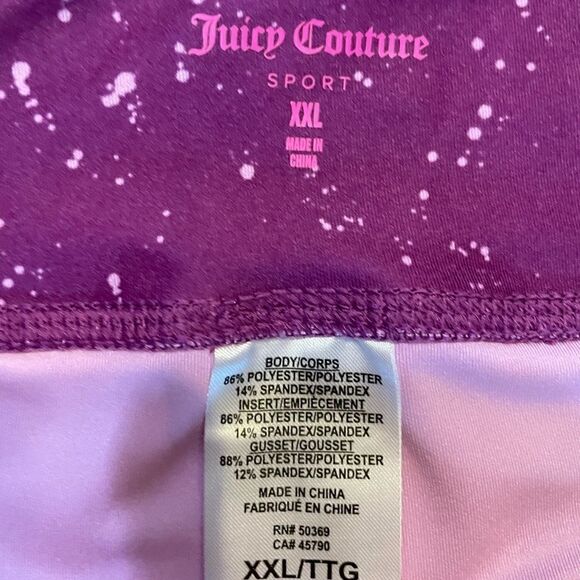 Juicy Couture
SPORT
XXL
MADE IN
CHINA
BODY/CORPS
86% POLYESTER/POLYESTER
14% SPANDEX/SPANDEX
INSERT/EMPIÈCEMENT
86% POLYESTER/POLYESTER
14% SPANDEX/SPANDEX
GUSSET/GOUSSET
88% POLYESTER/POLYESTER
12% SPANDEX/SPANDEX
MADE IN CHINA
FABRIQUÉ EN CHINE
RN# 50369
CA# 45790
XXL/TTG